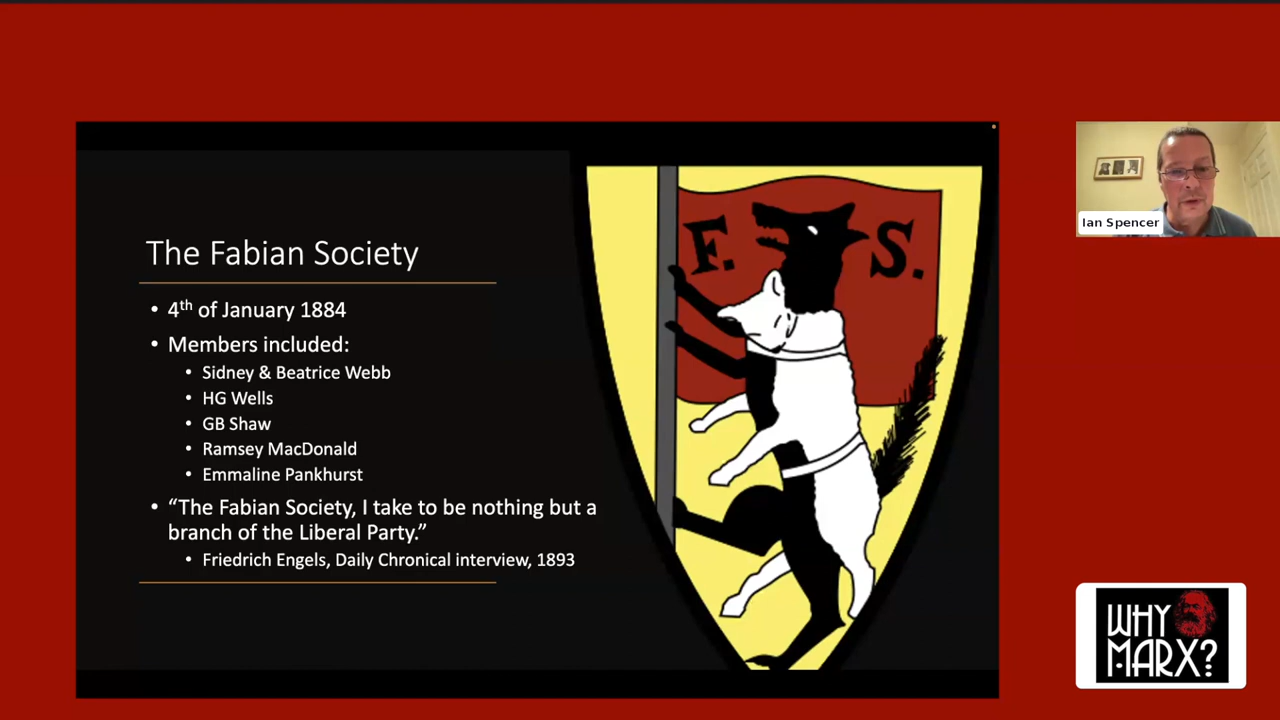 The Fabian Society
• 4th of January 1884
• Members included:
• Sidney & Beatrice Webb
• HG Wells
• GB Shaw
• Ramsey MacDonald
• Emmaline Pankhurst
• “The Fabian Society, I take to be nothing but a
branch of the Liberal Party.”
• Friedrich Engels, Daily Chronical interview, 1893
F. S.
Ian Spencer
WHY
MARX?